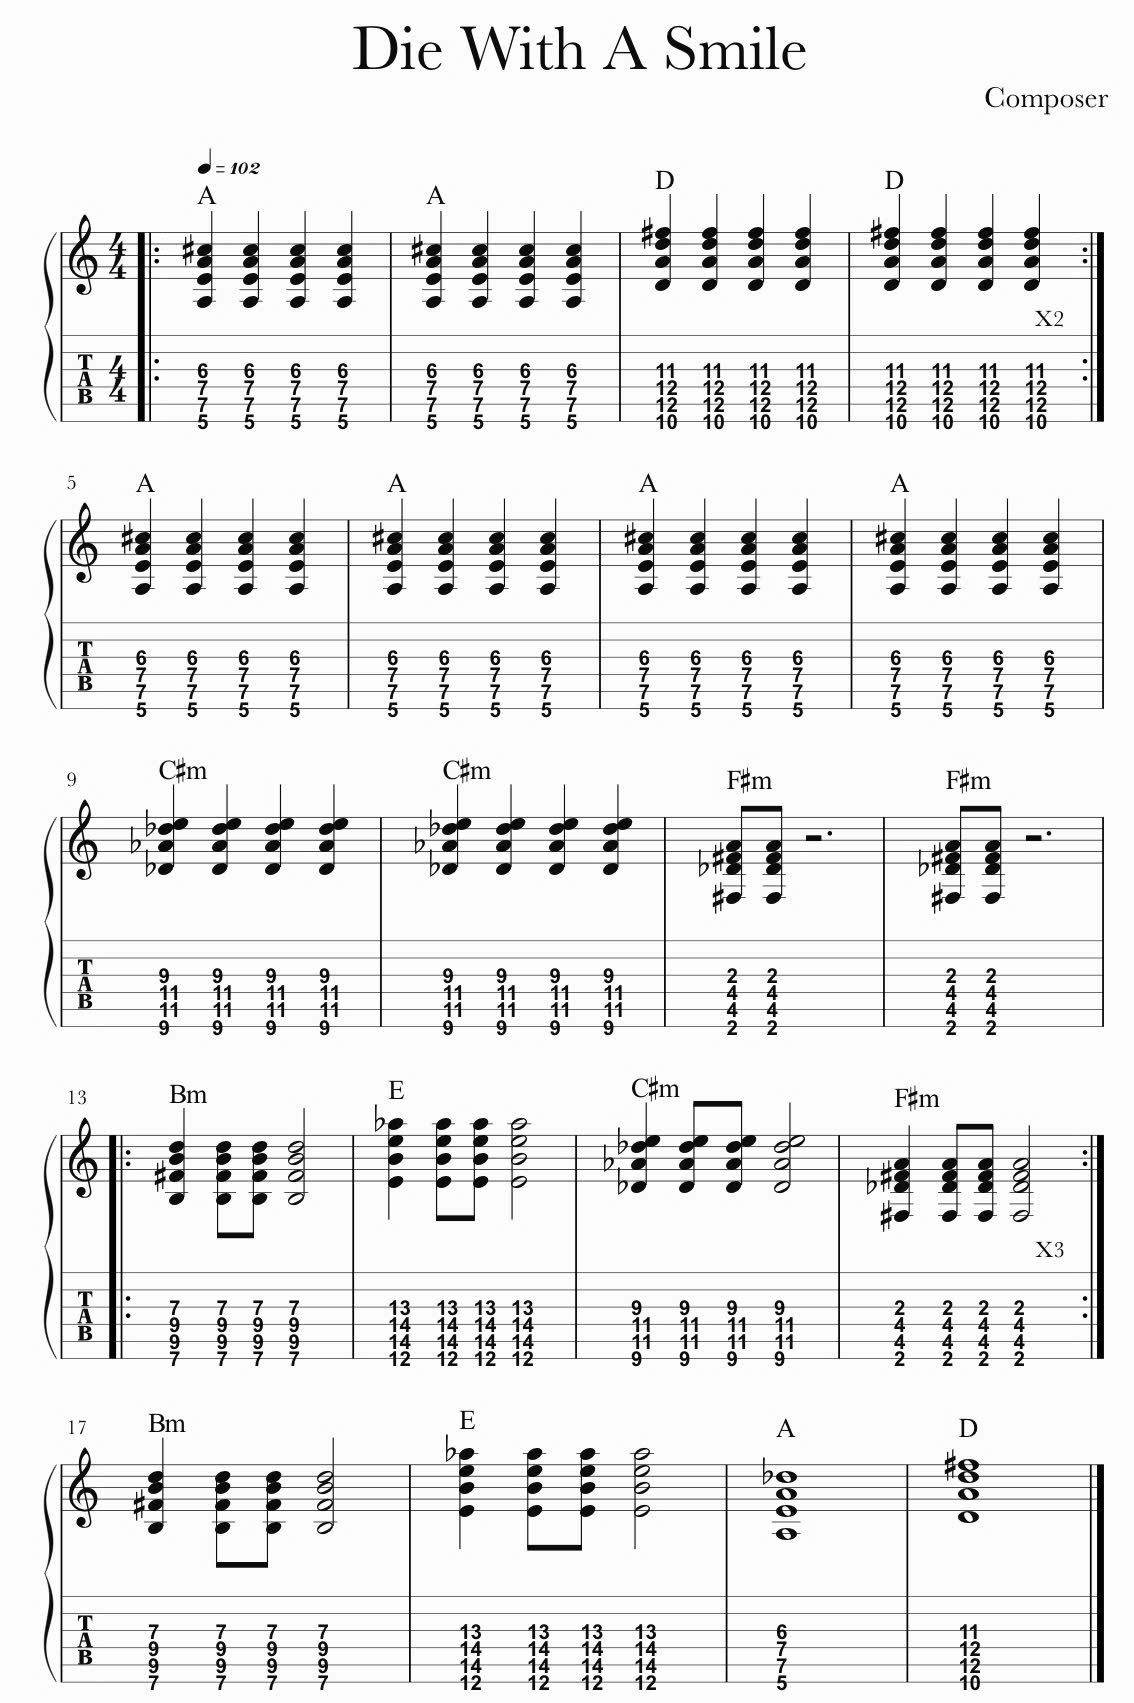 Die With A Smile
Composer
♩ = 102
A A D D
4/4
X2
T A B 4/4
6 6 6 6 6 6 6 6 11 11 11 11 11 11 11 11
7 7 7 7 7 7 7 7 12 12 12 12 12 12 12 12
7 7 7 7 7 7 7 7 12 12 12 12 12 12 12 12
5 5 5 5 5 5 5 5 10 10 10 10 10 10 10 10
5 A A A A
T A B
6 6 6 6 6 6 6 6 6 6 6 6 6 6 6 6
7 7 7 7 7 7 7 7 7 7 7 7 7 7 7 7
7 7 7 7 7 7 7 7 7 7 7 7 7 7 7 7
5 5 5 5 5 5 5 5 5 5 5 5 5 5 5 5
9 C#m C#m F#m F#m
T A B
9 9 9 9 9 9 9 9 2 2 2 2
11 11 11 11 11 11 11 11 4 4 4 4
11 11 11 11 11 11 11 11 4 4 4 4
9 9 9 9 9 9 9 9 2 2 2 2
13 Bm E C#m F#m
X3
T A B
7 7 7 7 13 13 13 13 9 9 9 9 2 2 2 2
9 9 9 9 14 14 14 14 11 11 11 11 4 4 4 4
9 9 9 9 14 14 14 14 11 11 11 11 4 4 4 4
7 7 7 7 12 12 12 12 9 9 9 9 2 2 2 2
17 Bm E A D
T A B
7 7 7 7 13 13 13 13 6 11
9 9 9 9 14 14 14 14 7 12
9 9 9 9 14 14 14 14 7 12
7 7 7 7 12 12 12 12 5 10